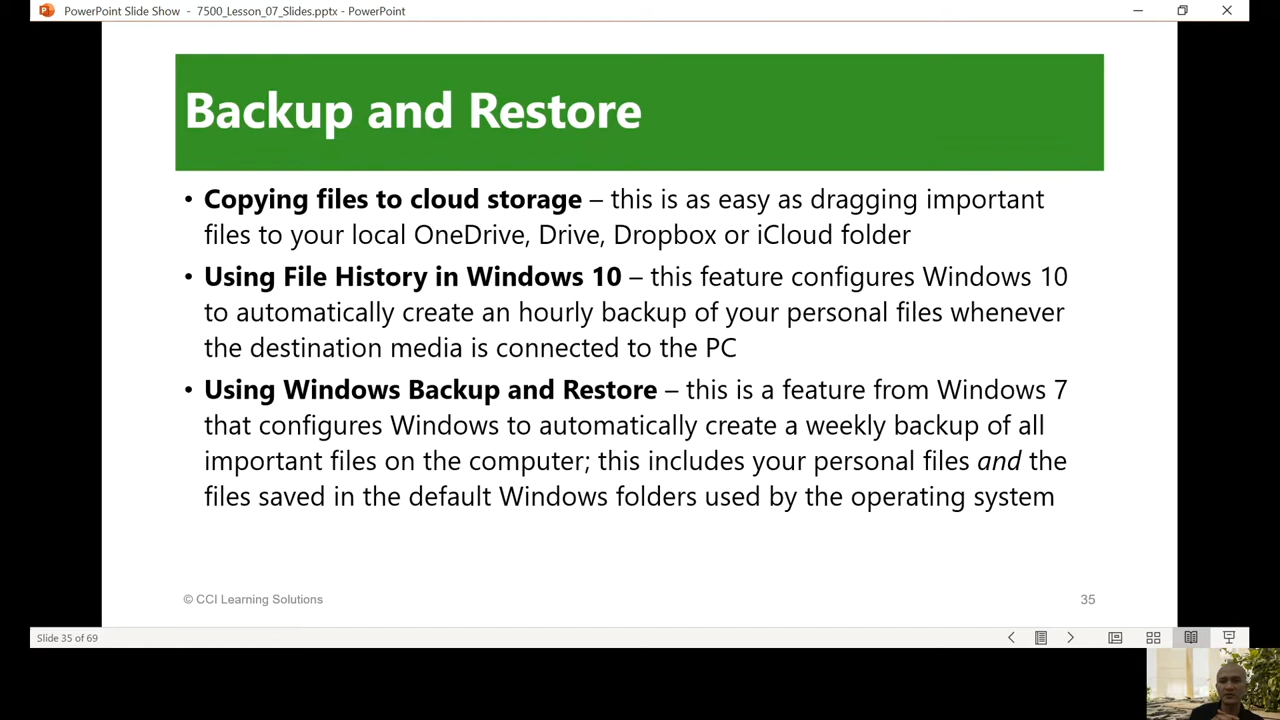 PowerPoint Slide Show - 7500_Lesson_07_Slides.pptx - PowerPoint
Backup and Restore
• Copying files to cloud storage – this is as easy as dragging important
files to your local OneDrive, Drive, Dropbox or iCloud folder
• Using File History in Windows 10 – this feature configures Windows 10
to automatically create an hourly backup of your personal files whenever
the destination media is connected to the PC
• Using Windows Backup and Restore – this is a feature from Windows 7
that configures Windows to automatically create a weekly backup of all
important files on the computer; this includes your personal files and the
files saved in the default Windows folders used by the operating system
© CCI Learning Solutions
35
Slide 35 of 69